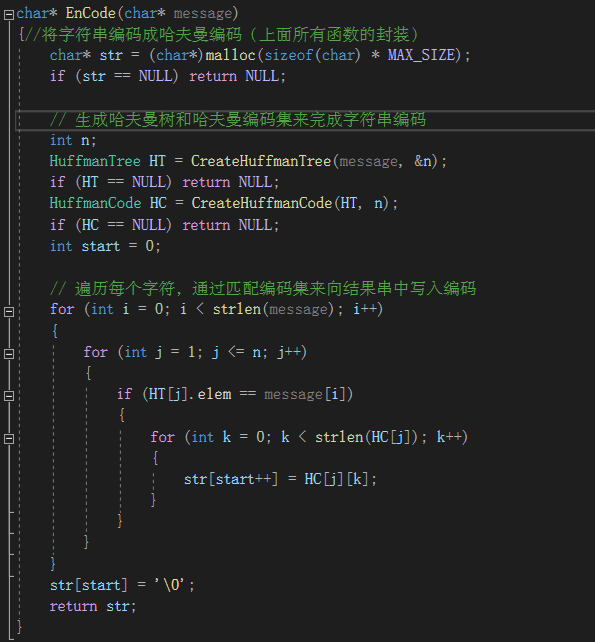 char* EnCode(char* message)
{//将字符串编码成哈夫曼编码（上面所有函数的封装）
    char* str = (char*)malloc(sizeof(char) * MAX_SIZE);
    if (str == NULL) return NULL;

    // 生成哈夫曼树和哈夫曼编码集来完成字符串编码
    int n;
    HuffmanTree HT = CreateHuffmanTree(message, &n);
    if (HT == NULL) return NULL;
    HuffmanCode HC = CreateHuffmanCode(HT, n);
    if (HC == NULL) return NULL;
    int start = 0;

    // 遍历每个字符，通过匹配编码集来向结果串中写入编码
    for (int i = 0; i < strlen(message); i++)
    {
        for (int j = 1; j <= n; j++)
        {
            if (HT[j].elem == message[i])
            {
                for (int k = 0; k < strlen(HC[j]); k++)
                {
                    str[start++] = HC[j][k];
                }
            }
        }
    }
    str[start] = '\0';
    return str;
}